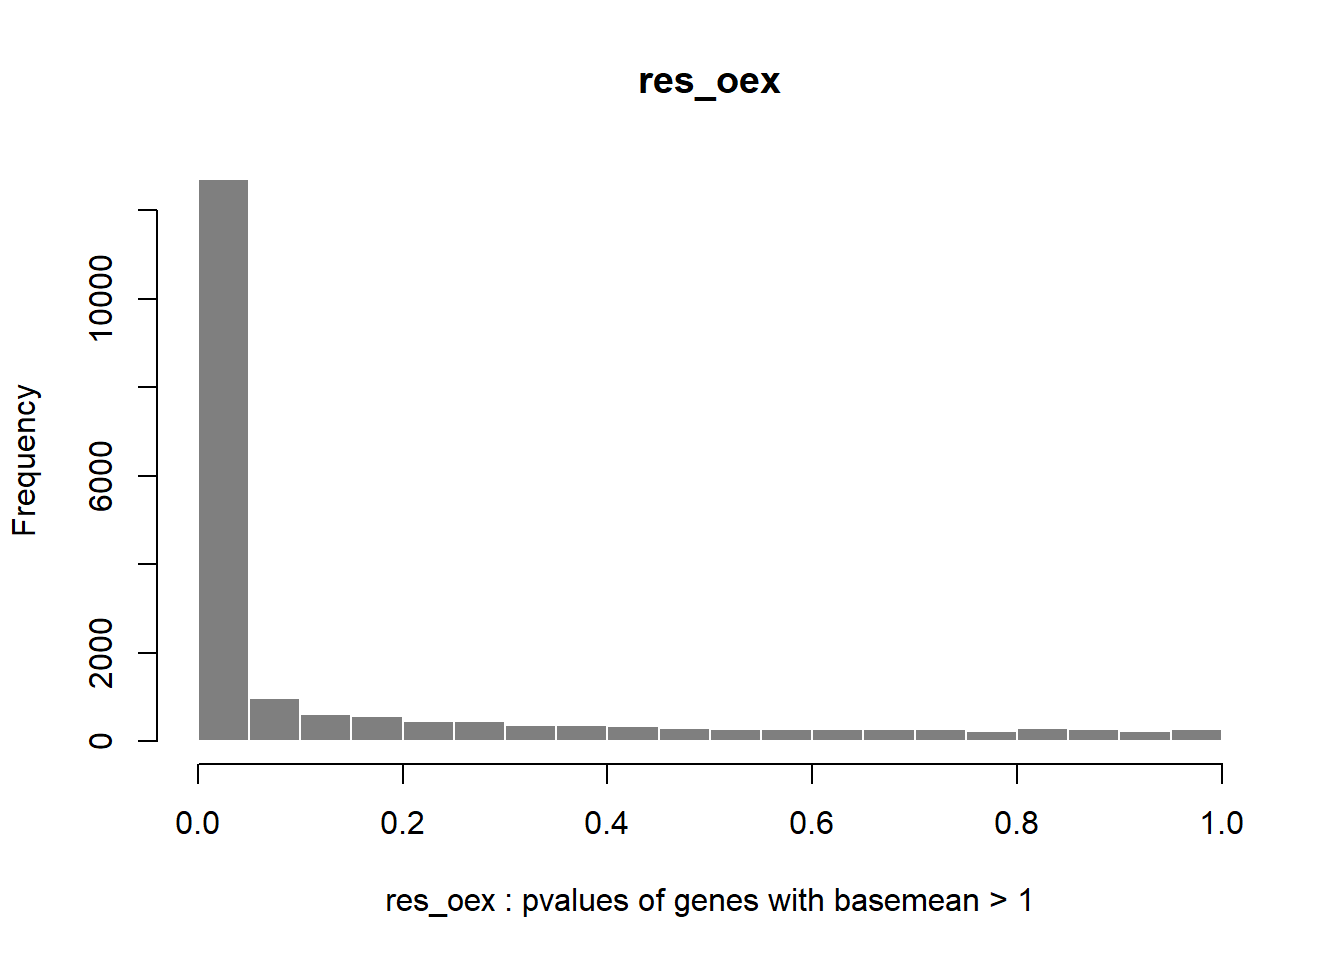 res_oex
Frequency
10000
6000
2000
0
0.0 0.2 0.4 0.6 0.8 1.0
res_oex : pvalues of genes with basemean > 1